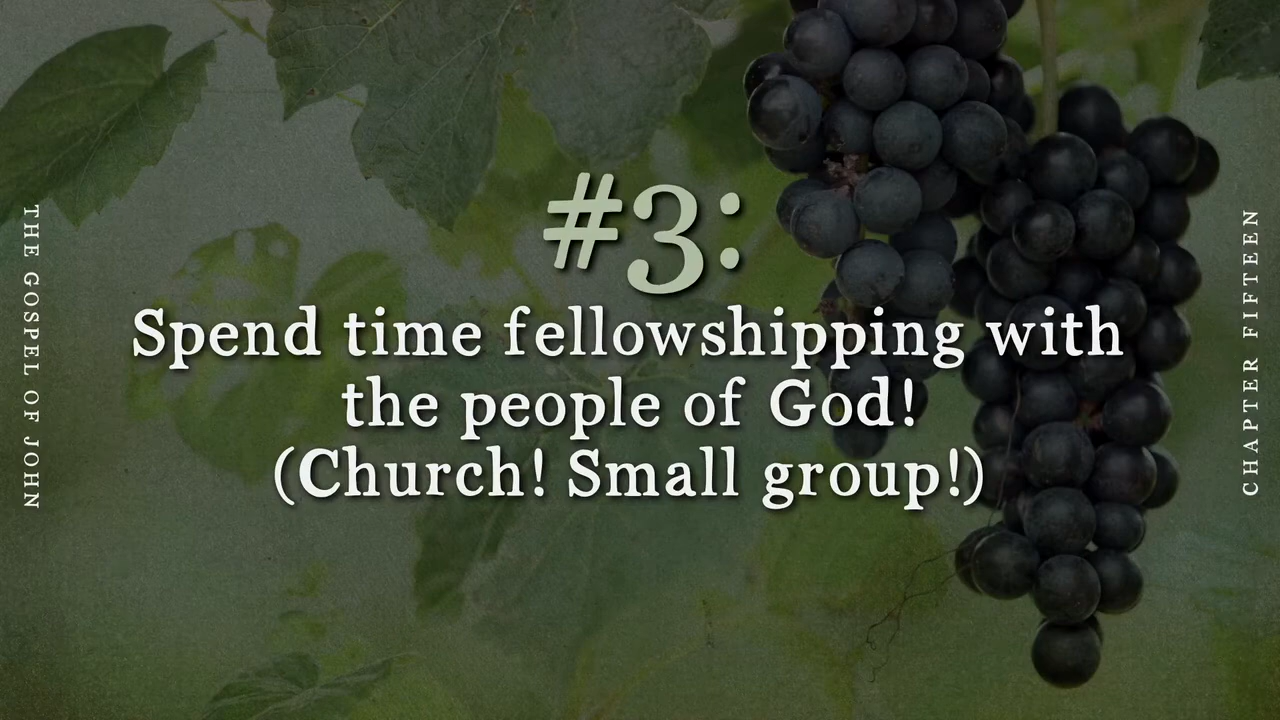 THE GOSPEL OF JOHN
#3:
Spend time fellowshipping with
the people of God!
(Church! Small group!)
CHAPTER FIFTEEN